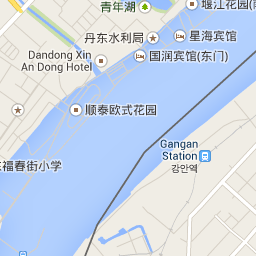 青年湖
堰江花园(
丹东水利局
星海宾馆
Dandong Xin
An Dong Hotel
国润宾馆(东门)
顺泰欧式花园
Gangan
Station
강안역
福春街小学